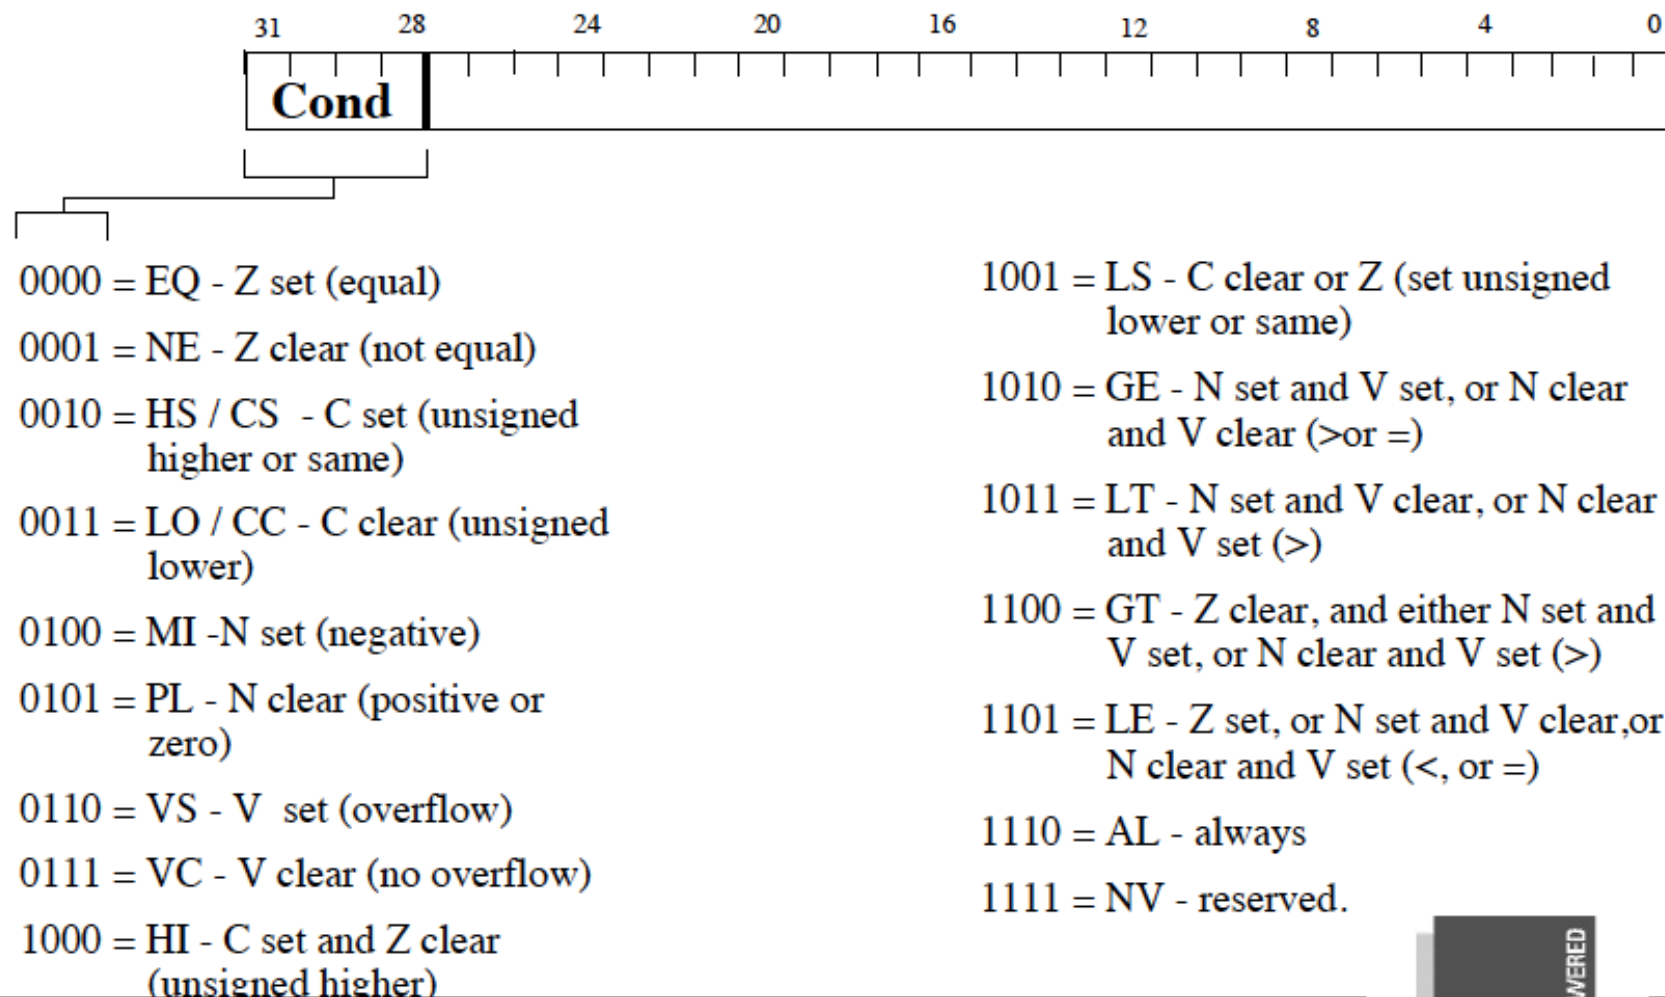 31 28 24 20 16 12 8 4 0
Cond
0000 = EQ - Z set (equal)
0001 = NE - Z clear (not equal)
0010 = HS / CS - C set (unsigned
higher or same)
0011 = LO / CC - C clear (unsigned
lower)
0100 = MI -N set (negative)
0101 = PL - N clear (positive or
zero)
0110 = VS - V set (overflow)
0111 = VC - V clear (no overflow)
1000 = HI - C set and Z clear
(unsigned higher)
1001 = LS - C clear or Z (set unsigned
lower or same)
1010 = GE - N set and V set, or N clear
and V clear (>or =)
1011 = LT - N set and V clear, or N clear
and V set (>)
1100 = GT - Z clear, and either N set and
V set, or N clear and V set (>)
1101 = LE - Z set, or N set and V clear,or
N clear and V set (<, or =)
1110 = AL - always
1111 = NV - reserved.
WERED